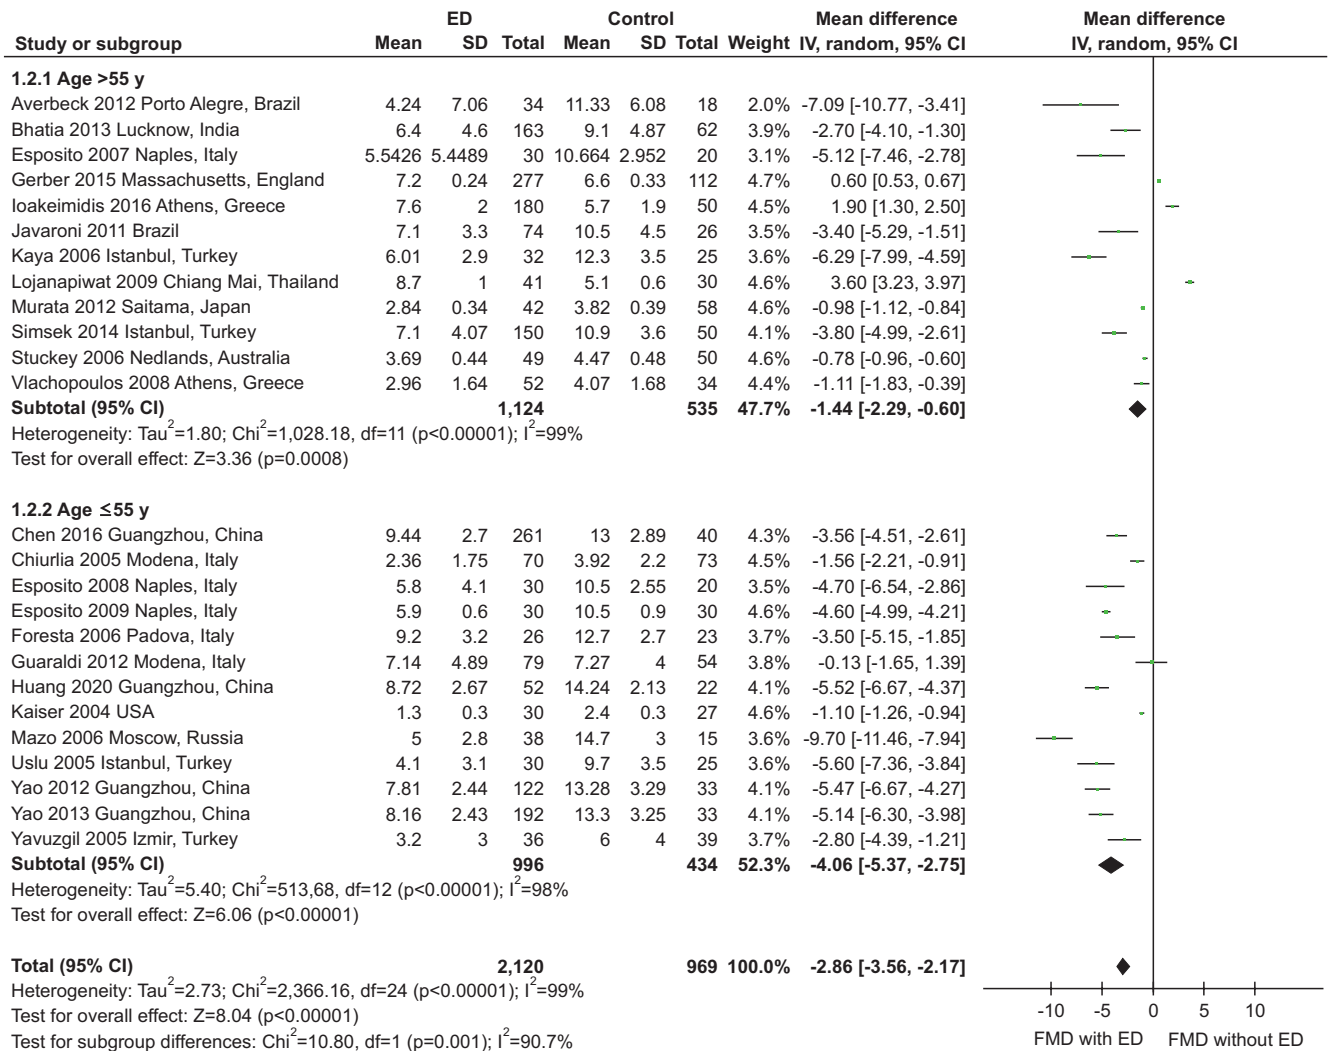 ED Control Mean difference Mean difference
Study or subgroup Mean SD Total Mean SD Total Weight IV, random, 95% CI IV, random, 95% CI
1.2.1 Age >55 y
Averbeck 2012 Porto Alegre, Brazil 4.24 7.06 34 11.33 6.08 18 2.0% -7.09 [-10.77, -3.41]
Bhatia 2013 Lucknow, India 6.4 4.6 163 9.1 4.87 62 3.9% -2.70 [-4.10, -1.30]
Esposito 2007 Naples, Italy 5.5426 5.4489 30 10.664 2.952 20 3.1% -5.12 [-7.46, -2.78]
Gerber 2015 Massachusetts, England 7.2 0.24 277 6.6 0.33 112 4.7% 0.60 [0.53, 0.67]
Ioakeimidis 2016 Athens, Greece 7.6 2 180 5.7 1.9 50 4.5% 1.90 [1.30, 2.50]
Javaroni 2011 Brazil 7.1 3.3 74 10.5 4.5 26 3.5% -3.40 [-5.29, -1.51]
Kaya 2006 Istanbul, Turkey 6.01 2.9 32 12.3 3.5 25 3.6% -6.29 [-7.99, -4.59]
Lojanapiwat 2009 Chiang Mai, Thailand 8.7 1 41 5.1 0.6 30 4.6% 3.60 [3.23, 3.97]
Murata 2012 Saitama, Japan 2.84 0.34 42 3.82 0.39 58 4.6% -0.98 [-1.12, -0.84]
Simsek 2014 Istanbul, Turkey 7.1 4.07 150 10.9 3.6 50 4.1% -3.80 [-4.99, -2.61]
Stuckey 2006 Nedlands, Australia 3.69 0.44 49 4.47 0.48 50 4.6% -0.78 [-0.96, -0.60]
Vlachopoulos 2008 Athens, Greece 2.96 1.64 52 4.07 1.68 34 4.4% -1.11 [-1.83, -0.39]
Subtotal (95% CI) 1,124 535 47.7% -1.44 [-2.29, -0.60]
Heterogeneity: Tau²=1.80; Chi²=1,028.18, df=11 (p<0.00001); I²=99%
Test for overall effect: Z=3.36 (p=0.0008)
1.2.2 Age ≤55 y
Chen 2016 Guangzhou, China 9.44 2.7 261 13 2.89 40 4.3% -3.56 [-4.51, -2.61]
Chiurlia 2005 Modena, Italy 2.36 1.75 70 3.92 2.2 73 4.5% -1.56 [-2.21, -0.91]
Esposito 2008 Naples, Italy 5.8 4.1 30 10.5 2.55 20 3.5% -4.70 [-6.54, -2.86]
Esposito 2009 Naples, Italy 5.9 0.6 30 10.5 0.9 30 4.6% -4.60 [-4.99, -4.21]
Foresta 2006 Padova, Italy 9.2 3.2 26 12.7 2.7 23 3.7% -3.50 [-5.15, -1.85]
Guaraldi 2012 Modena, Italy 7.14 4.89 79 7.27 4 54 3.8% -0.13 [-1.65, 1.39]
Huang 2020 Guangzhou, China 8.72 2.67 52 14.24 2.13 22 4.1% -5.52 [-6.67, -4.37]
Kaiser 2004 USA 1.3 0.3 30 2.4 0.3 27 4.6% -1.10 [-1.26, -0.94]
Mazo 2006 Moscow, Russia 5 2.8 38 14.7 3 15 3.6% -9.70 [-11.46, -7.94]
Uslu 2005 Istanbul, Turkey 4.1 3.1 30 9.7 3.5 25 3.6% -5.60 [-7.36, -3.84]
Yao 2012 Guangzhou, China 7.81 2.44 122 13.28 3.29 33 4.1% -5.47 [-6.67, -4.27]
Yao 2013 Guangzhou, China 8.16 2.43 192 13.3 3.25 33 4.1% -5.14 [-6.30, -3.98]
Yavuzgil 2005 Izmir, Turkey 3.2 3 36 6 4 39 3.7% -2.80 [-4.39, -1.21]
Subtotal (95% CI) 996 434 52.3% -4.06 [-5.37, -2.75]
Heterogeneity: Tau²=5.40; Chi²=513,68, df=12 (p<0.00001); I²=98%
Test for overall effect: Z=6.06 (p<0.00001)
Total (95% CI) 2,120 969 100.0% -2.86 [-3.56, -2.17]
Heterogeneity: Tau²=2.73; Chi²=2,366.16, df=24 (p<0.00001); I²=99%
Test for overall effect: Z=8.04 (p<0.00001)
Test for subgroup differences: Chi²=10.80, df=1 (p=0.001); I²=90.7%
-10 -5 0 5 10
FMD with ED FMD without ED